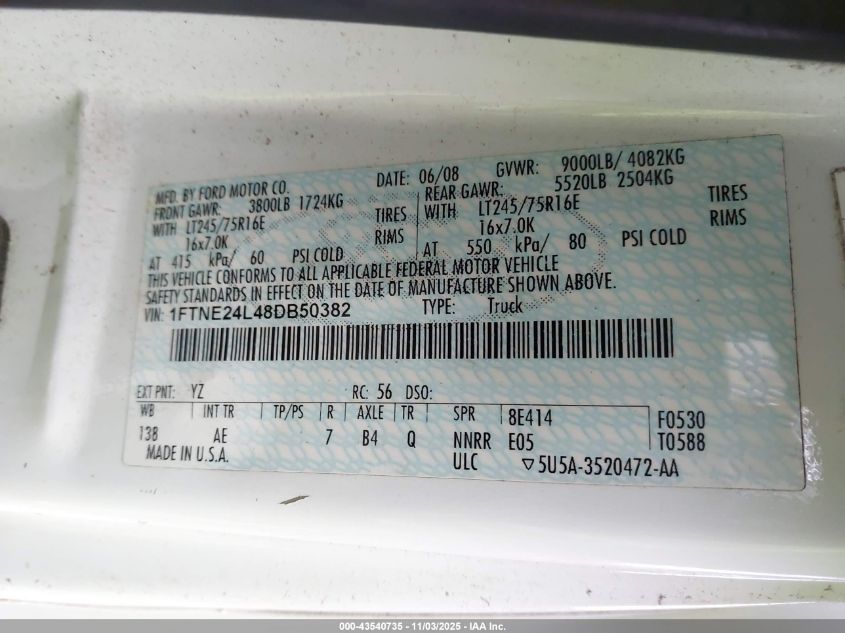 MFD. BY FORD MOTOR CO. DATE: 06/08 GVWR: 9000LB/ 4082KG
FRONT GAWR: 3800LB 1724KG REAR GAWR: 5520LB 2504KG
WITH LT245/75R16E TIRES WITH LT245/75R16E TIRES
16x7.0K RIMS 16x7.0K RIMS
AT 415 kPa/ 60 PSI COLD AT 550 kPa/ 80 PSI COLD
THIS VEHICLE CONFORMS TO ALL APPLICABLE FEDERAL MOTOR VEHICLE
SAFETY STANDARDS IN EFFECT ON THE DATE OF MANUFACTURE SHOWN ABOVE.
VIN: 1FTNE24L48DB50382 TYPE: Truck
EXT PNT: YZ RC: 56 DSO:
WB INT TR TP/PS R AXLE TR SPR 8E414 F0530
138 AE 7 B4 Q NNRR E05 T0588
MADE IN U.S.A. ULC ▽5U5A-3520472-AA
000-43540735 - 11/03/2025 - IAA Inc.